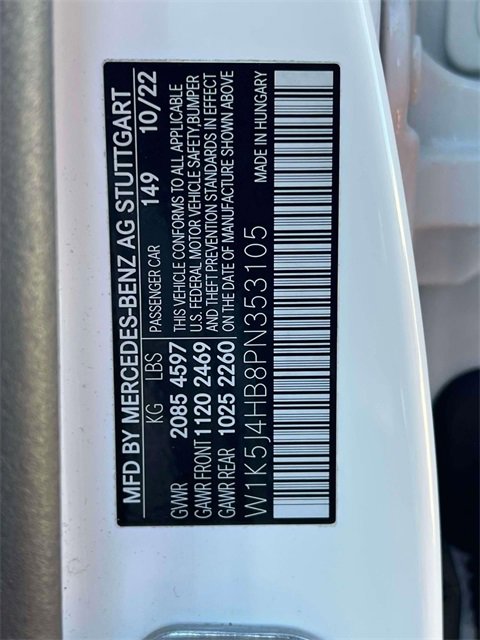 MFD BY MERCEDES-BENZ AG STUTTGART
KG LBS PASSENGER CAR 149 10/22
GVWR 2085 4597 THIS VEHICLE CONFORMS TO ALL APPLICABLE
U.S. FEDERAL MOTOR VEHICLE SAFETY,BUMPER
GAWR FRONT 1120 2469 AND THEFT PREVENTION STANDARDS IN EFFECT
GAWR REAR 1025 2260 ON THE DATE OF MANUFACTURE SHOWN ABOVE
W1K5J4HB8PN353105 MADE IN HUNGARY